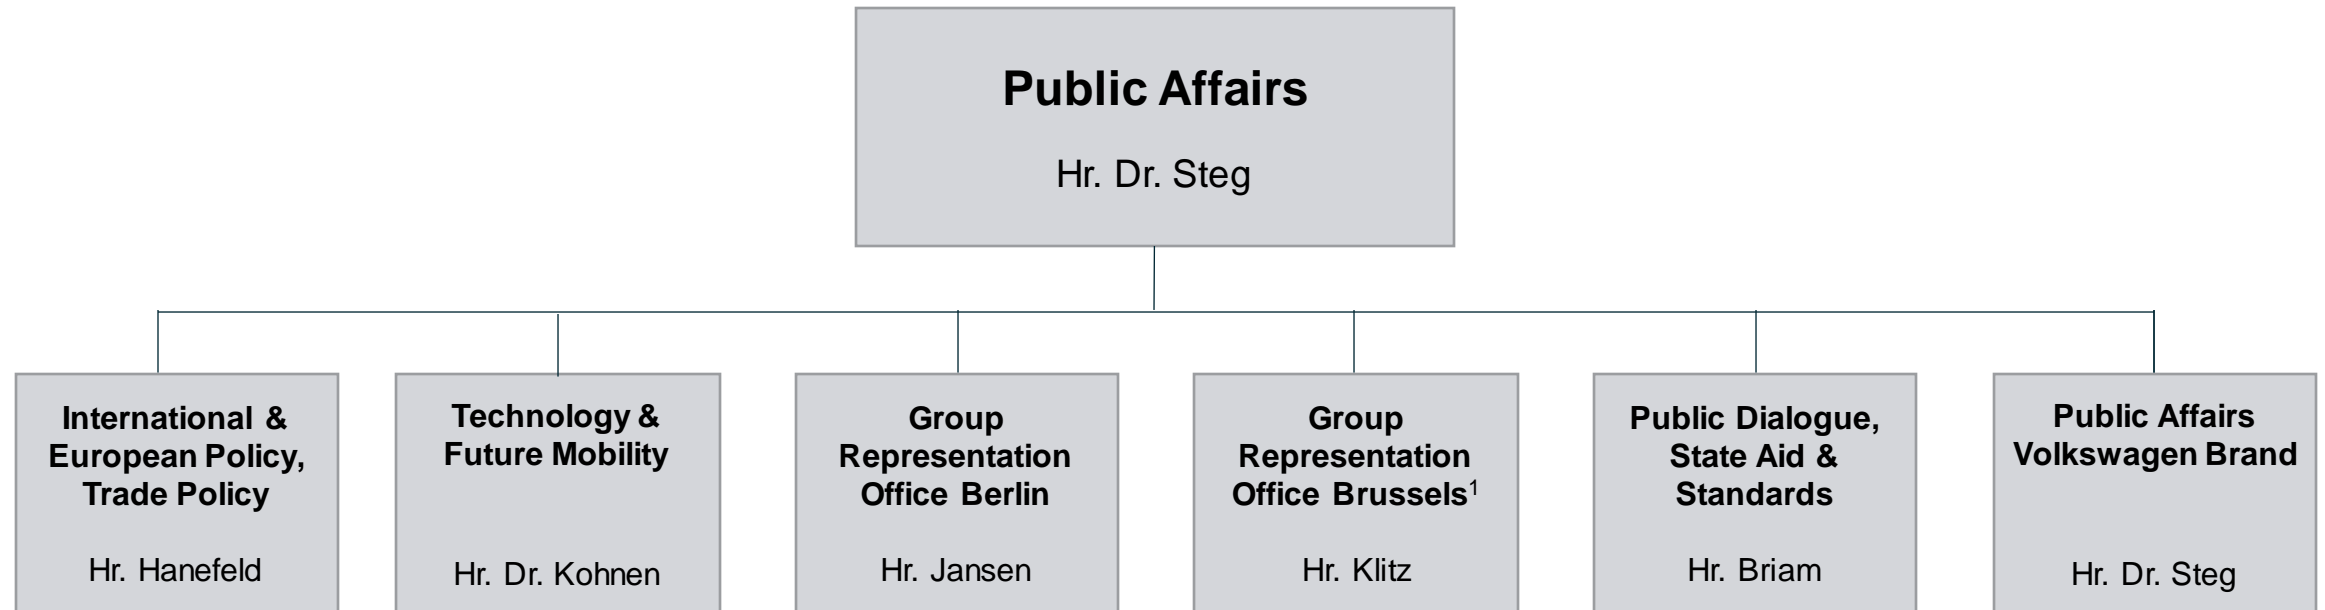 Public Affairs
Hr. Dr. Steg
International &
European Policy,
Trade Policy
Hr. Hanefeld
Technology &
Future Mobility
Hr. Dr. Kohnen
Group
Representation
Office Berlin
Hr. Jansen
Group
Representation
Office Brussels¹
Hr. Klitz
Public Dialogue,
State Aid &
Standards
Hr. Briam
Public Affairs
Volkswagen Brand
Hr. Dr. Steg